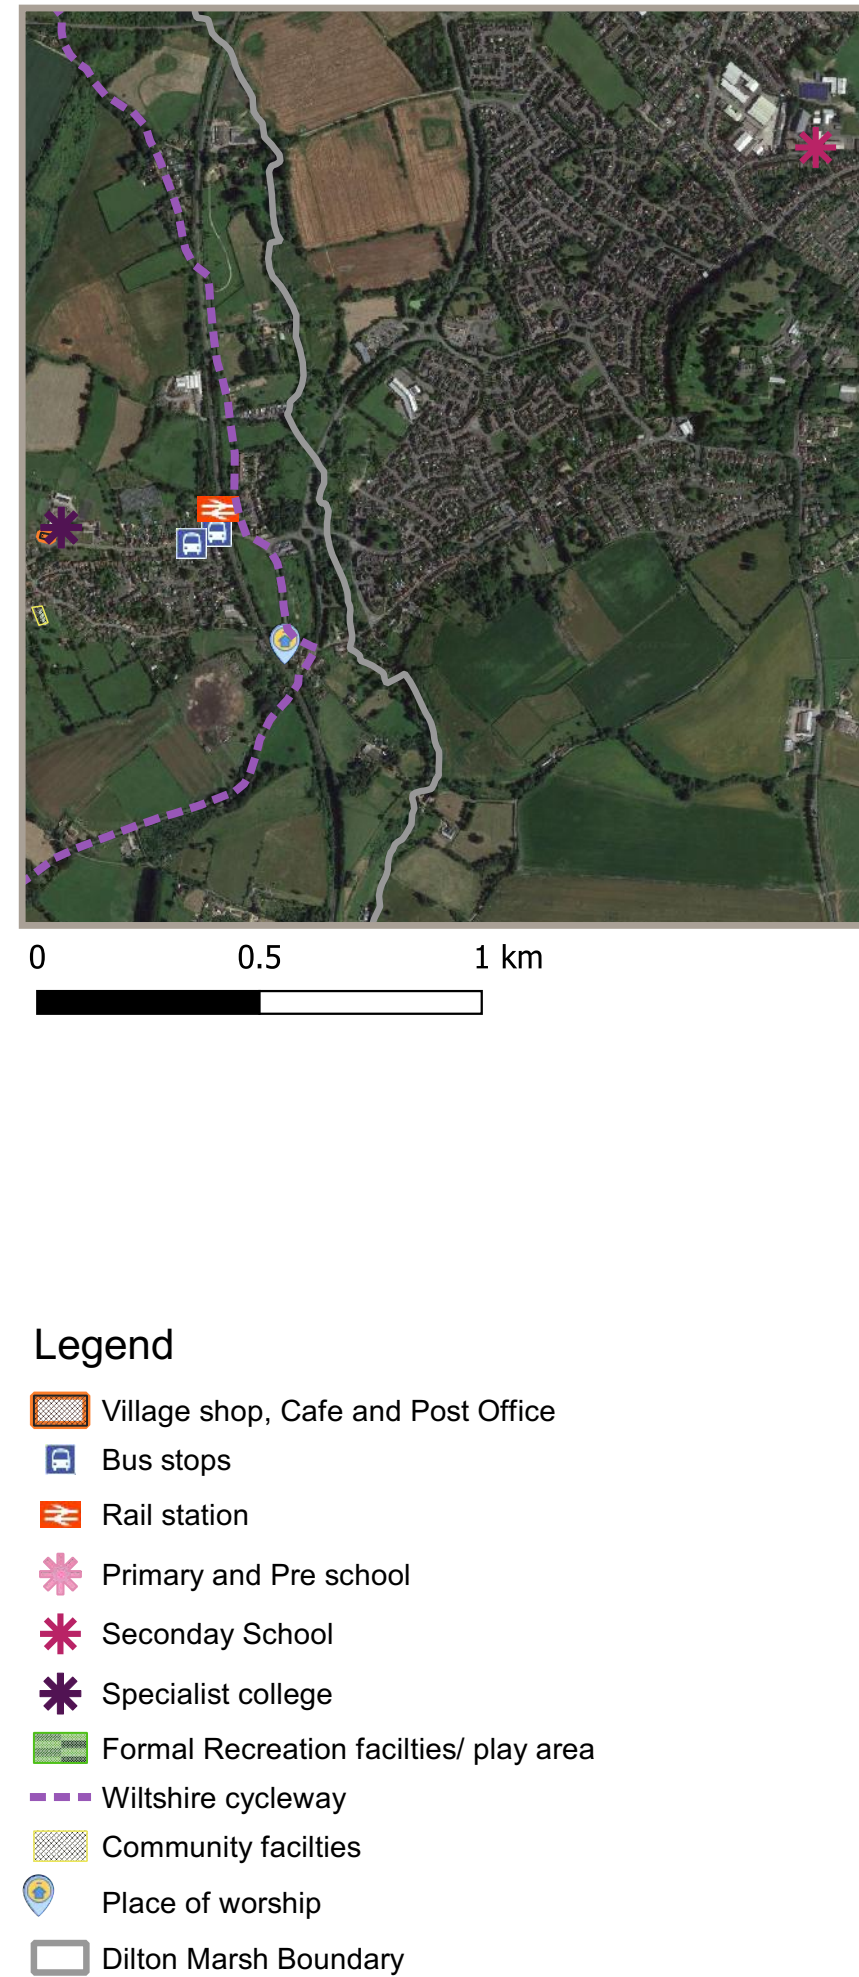 0 0.5 1 km
Legend
Village shop, Cafe and Post Office
Bus stops
Rail station
Primary and Pre school
Seconday School
Specialist college
Formal Recreation facilties/ play area
Wiltshire cycleway
Community facilties
Place of worship
Dilton Marsh Boundary